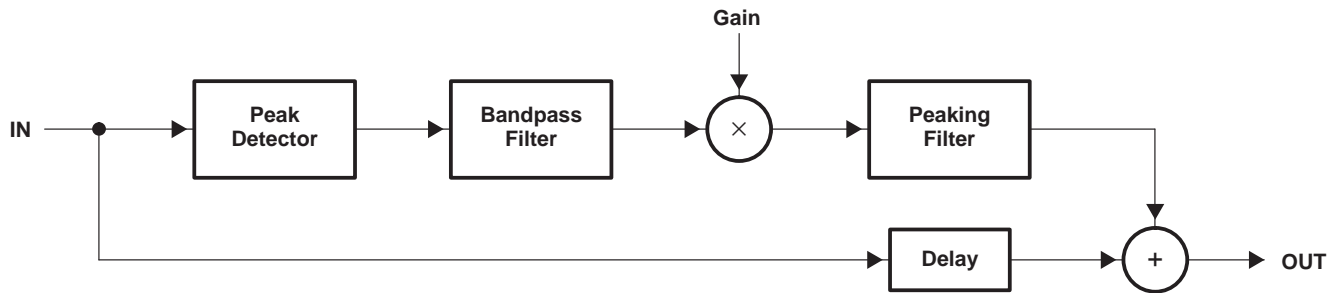 Gain
IN
Peak
Detector
Bandpass
Filter
×
Peaking
Filter
Delay
+
OUT